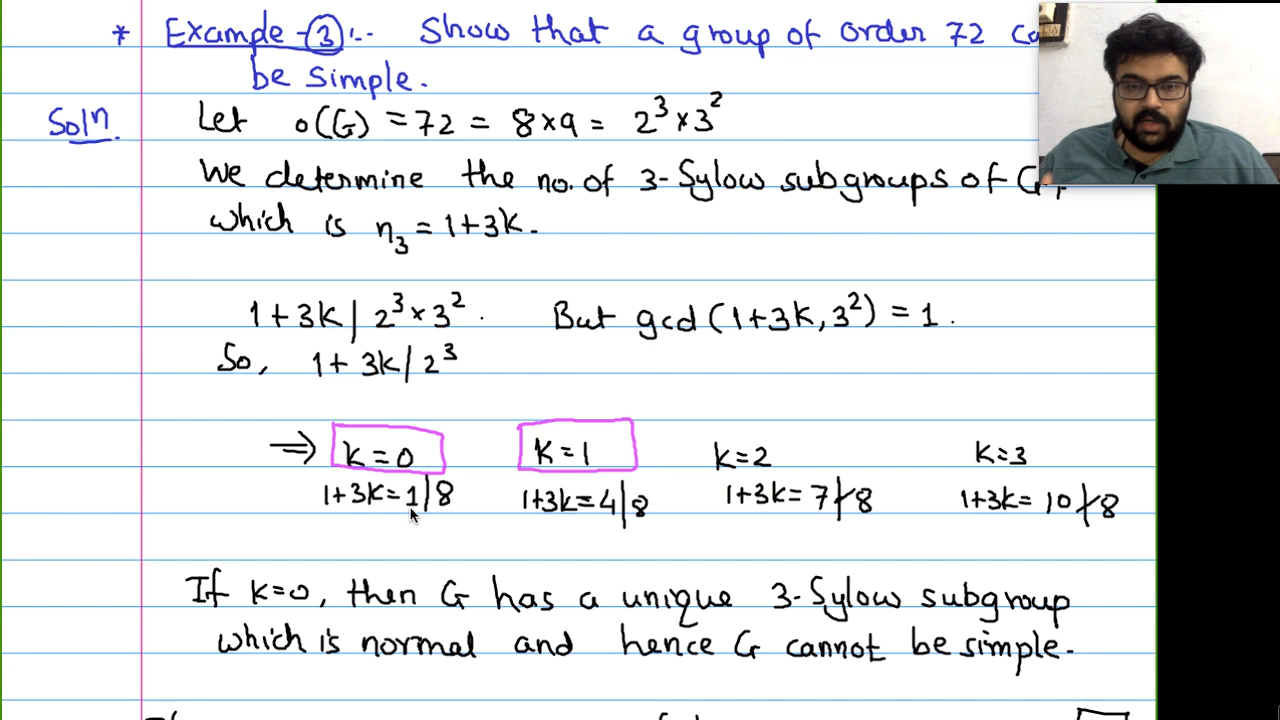 * Example-3:- Show that a group of order 72
be simple.
Solⁿ. Let o(G) = 72 = 8×9 = 2³×3²
We determine the no. of 3-Sylow subgroups of G,
which is n₃ = 1+3k.
1+3k | 2³×3². But gcd(1+3k, 3²) = 1.
So, 1+3k | 2³
⇒ k=0 k=1 k=2 k=3
1+3k=1|8 1+3k=4|8 1+3k=7∤8 1+3k=10∤8
If k=0, then G has a unique 3-Sylow subgroup
which is normal and hence G cannot be simple.